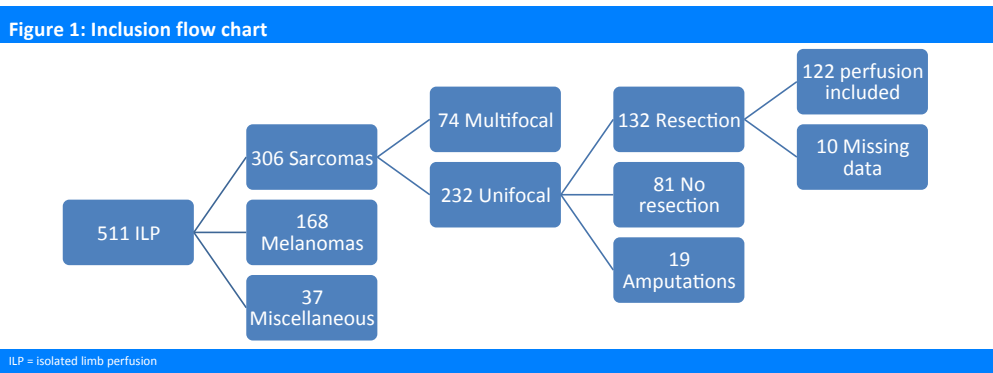 Figure 1: Inclusion flow chart
122 perfusion
included
74 Multifocal
132 Resection
306 Sarcomas
10 Missing
data
232 Unifocal
81 No
resection
511 ILP
168
Melanomas
19
Amputations
37
Miscellaneous
ILP = isolated limb perfusion